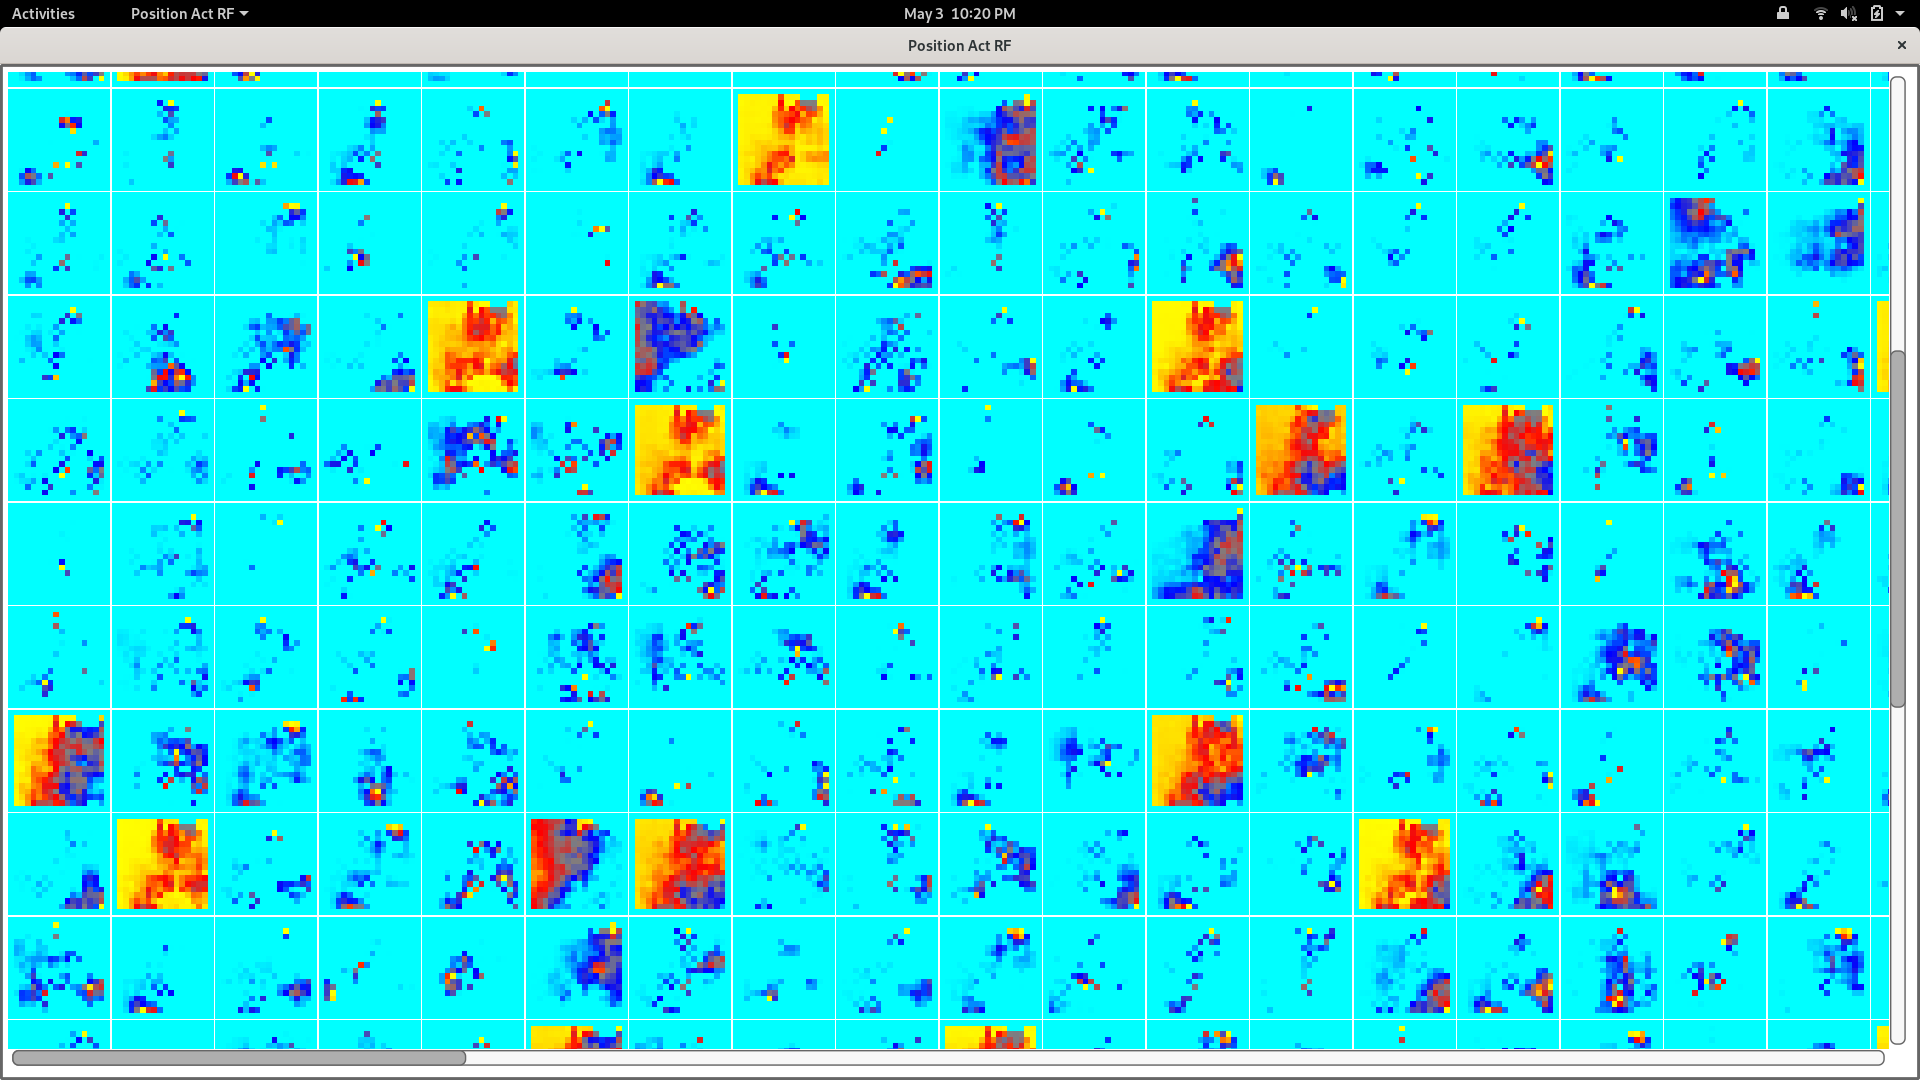 Activities Position Act RF May 3 10:20 PM
Position Act RF